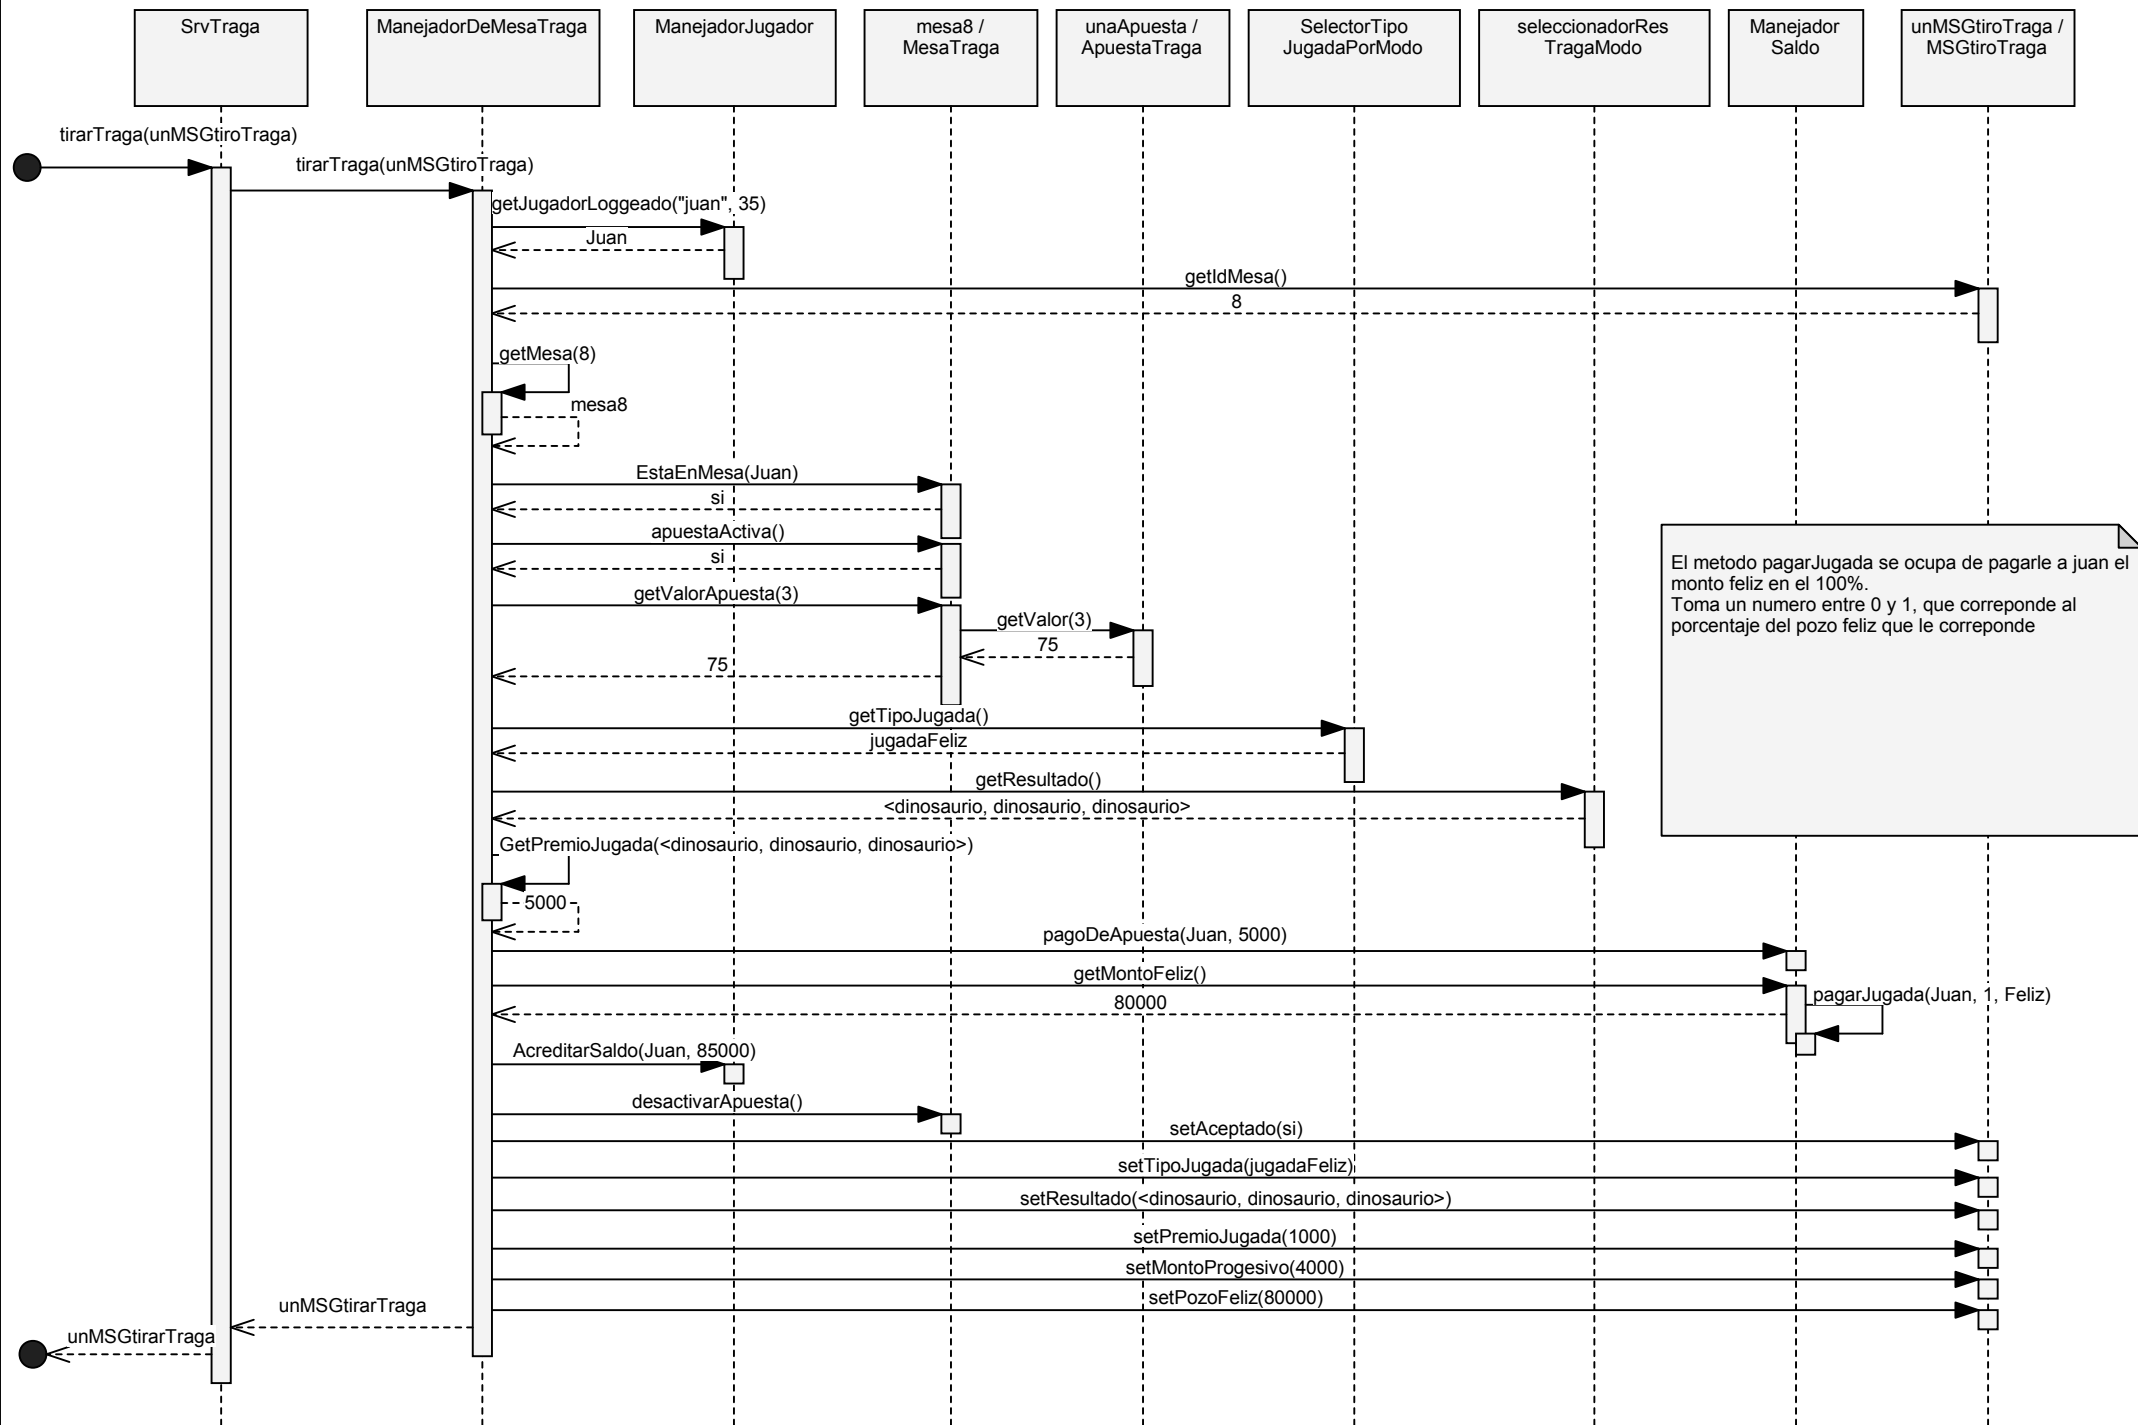 SrvTraga
ManejadorDeMesaTraga
ManejadorJugador
mesa8 /
MesaTraga
unaApuesta /
ApuestaTraga
SelectorTipo
JugadaPorModo
seleccionadorRes
TragaModo
Manejador
Saldo
unMSGtiroTraga /
MSGtiroTraga
tirarTraga(unMSGtiroTraga)
tirarTraga(unMSGtiroTraga)
getJugadorLoggeado("juan", 35)
Juan
getIdMesa()
8
getMesa(8)
mesa8
EstaEnMesa(Juan)
si
apuestaActiva()
si
getValorApuesta(3)
getValor(3)
75
75
El metodo pagarJugada se ocupa de pagarle a juan el
monto feliz en el 100%.
Toma un numero entre 0 y 1, que correponde al
porcentaje del pozo feliz que le correponde
getTipoJugada()
jugadaFeliz
getResultado()
<dinosaurio, dinosaurio, dinosaurio>
GetPremioJugada(<dinosaurio, dinosaurio, dinosaurio>)
5000
pagoDeApuesta(Juan, 5000)
getMontoFeliz()
80000
pagarJugada(Juan, 1, Feliz)
AcreditarSaldo(Juan, 85000)
desactivarApuesta()
setAceptado(si)
setTipoJugada(jugadaFeliz)
setResultado(<dinosaurio, dinosaurio, dinosaurio>)
setPremioJugada(1000)
setMontoProgesivo(4000)
setPozoFeliz(80000)
unMSGtirarTraga
unMSGtirarTraga